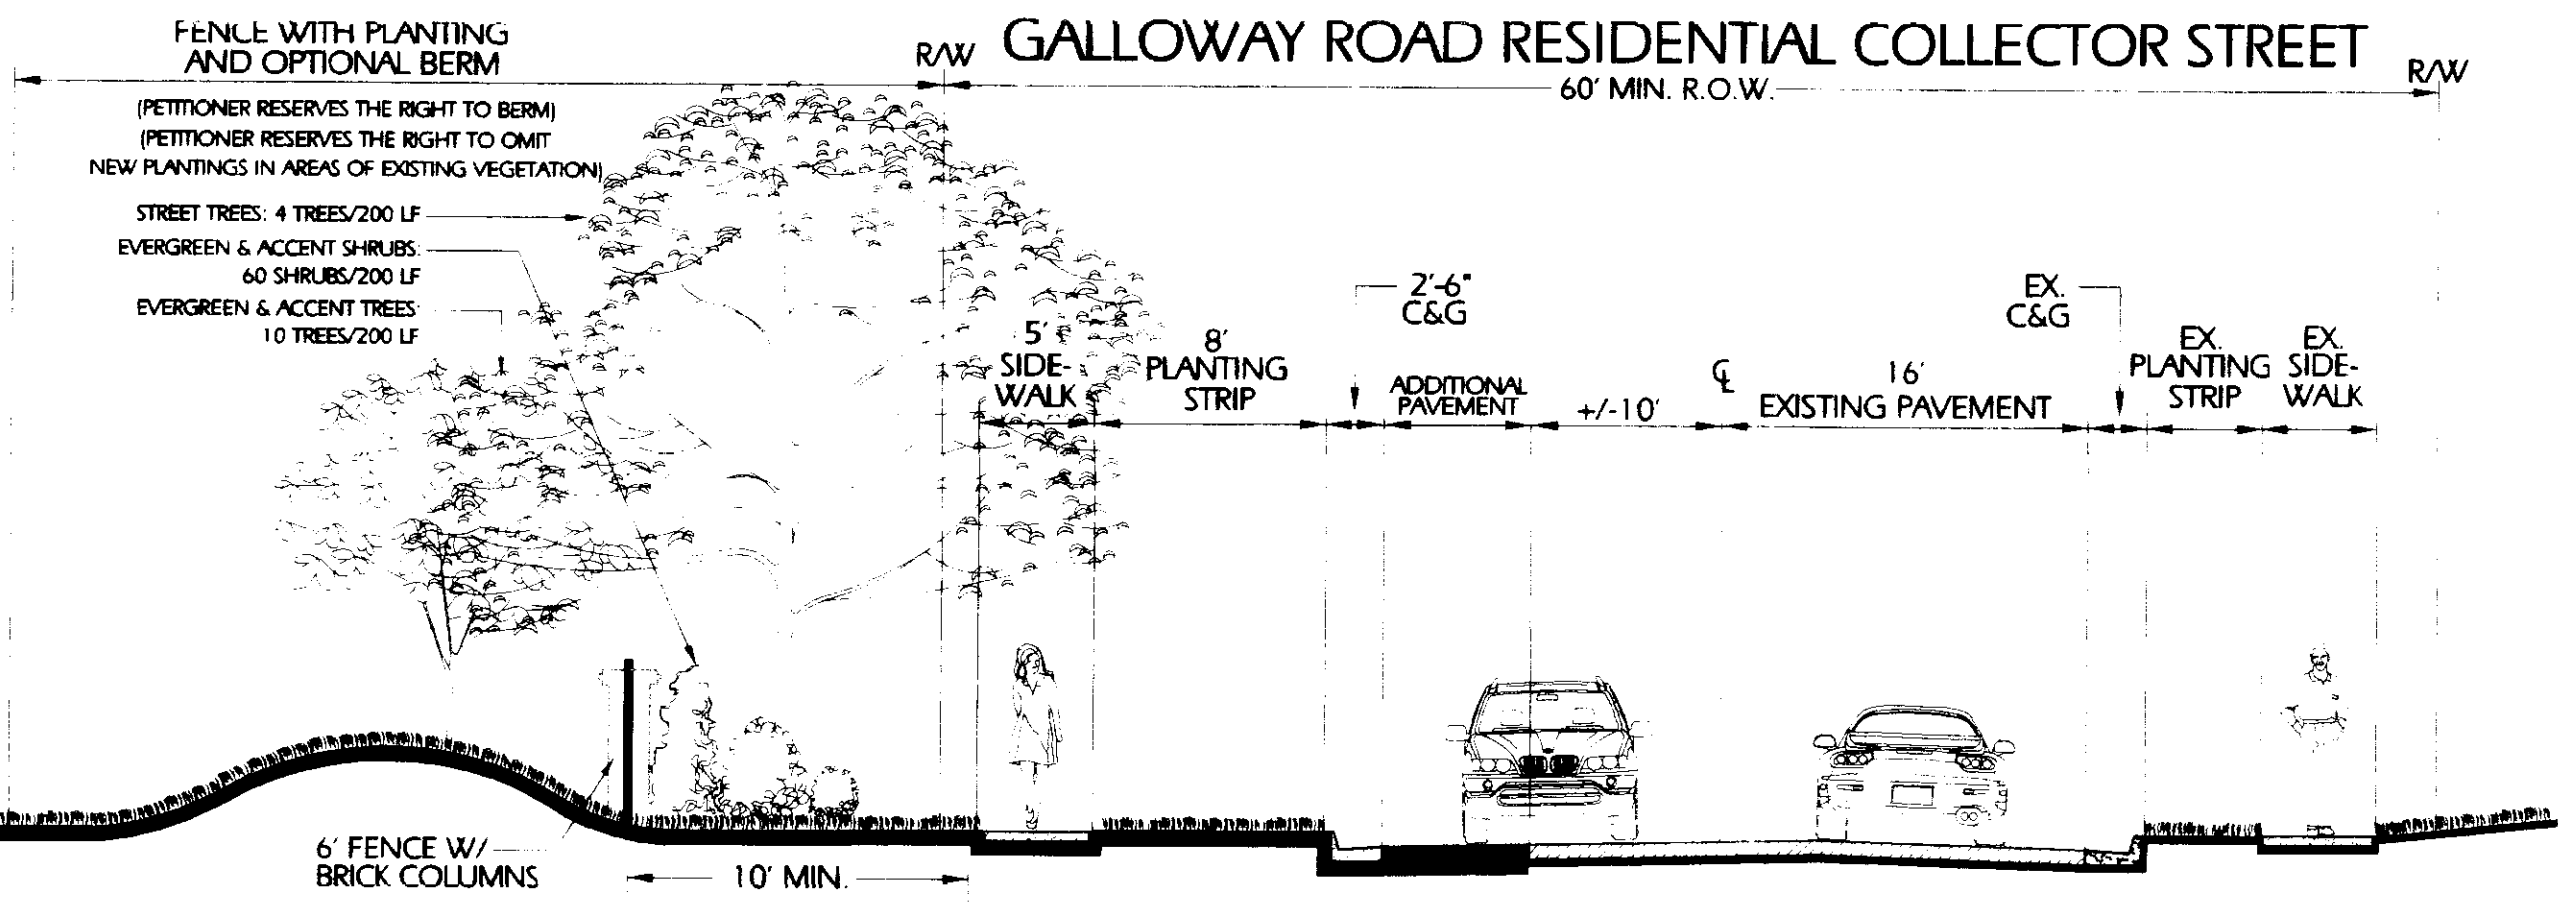 FENCE WITH PLANTING
AND OPTIONAL BERM
R/W
GALLOWAY ROAD RESIDENTIAL COLLECTOR STREET
R/W
60' MIN. R.O.W.
(PETITIONER RESERVES THE RIGHT TO BERM)
(PETITIONER RESERVES THE RIGHT TO OMIT
NEW PLANTINGS IN AREAS OF EXISTING VEGETATION)
STREET TREES: 4 TREES/200 LF
EVERGREEN & ACCENT SHRUBS:
60 SHRUBS/200 LF
EVERGREEN & ACCENT TREES:
10 TREES/200 LF
5'
SIDE-
WALK
8'
PLANTING
STRIP
2'-6"
C&G
ADDITIONAL
PAVEMENT
+/-10'
CL
16'
EXISTING PAVEMENT
EX.
C&G
EX.
PLANTING
STRIP
EX.
SIDE-
WALK
6' FENCE W/
BRICK COLUMNS
10' MIN.